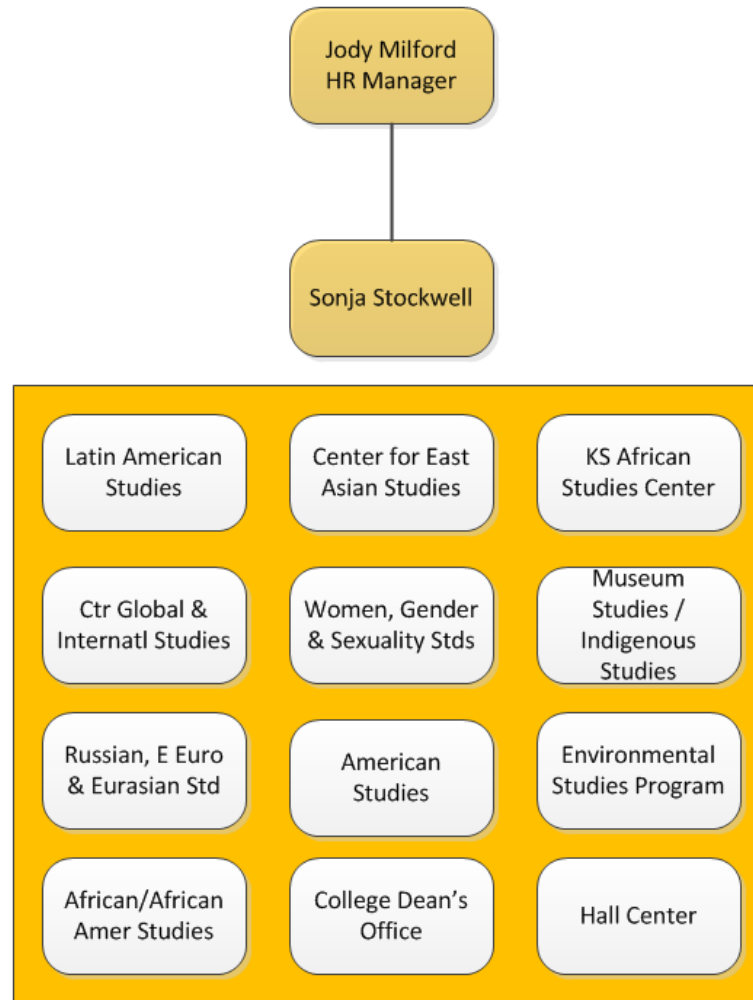 Jody Milford
HR Manager
Sonja Stockwell
Latin American
Studies
Center for East
Asian Studies
KS African
Studies Center
Ctr Global &
Internatl Studies
Women, Gender
& Sexuality Stds
Museum
Studies /
Indigenous
Studies
Russian, E Euro
& Eurasian Std
American
Studies
Environmental
Studies Program
African/African
Amer Studies
College Dean’s
Office
Hall Center